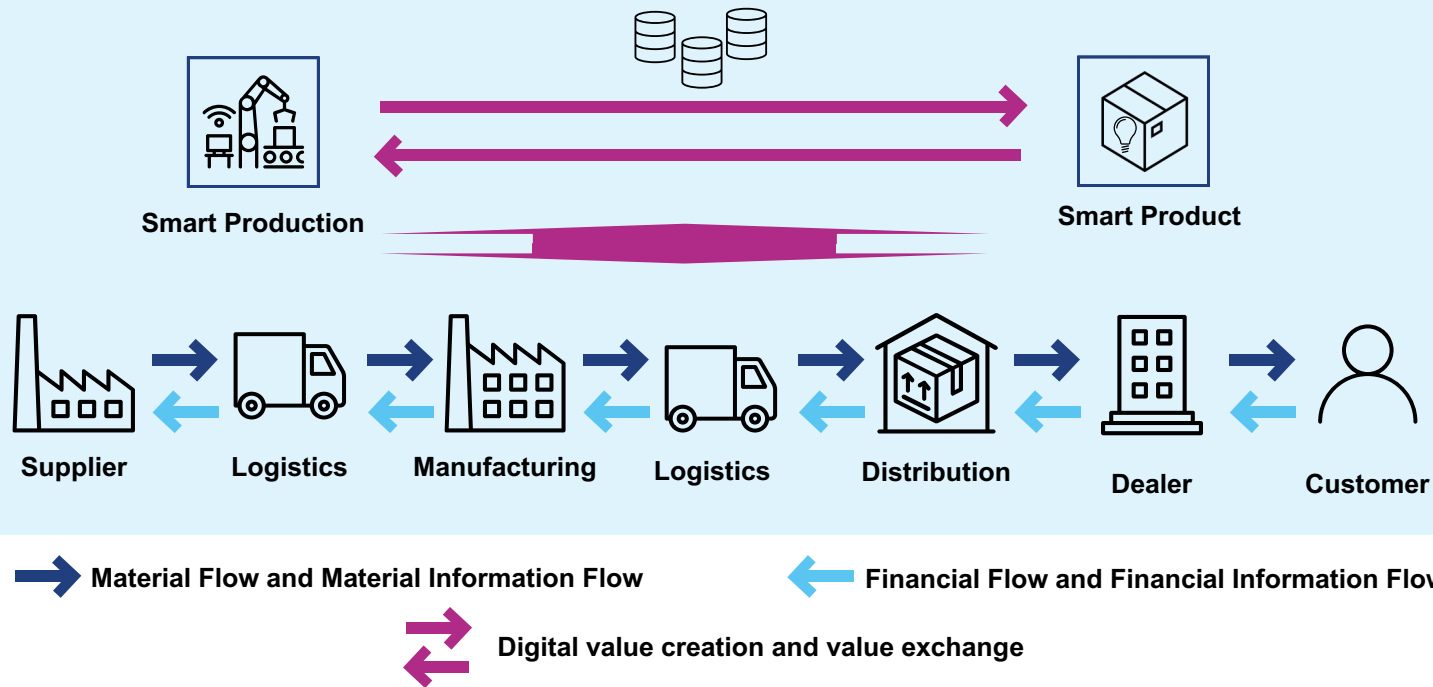 Smart Production
Smart Product
Supplier
Logistics
Manufacturing
Logistics
Distribution
Dealer
Customer
Material Flow and Material Information Flow
Financial Flow and Financial Information Flow
Digital value creation and value exchange